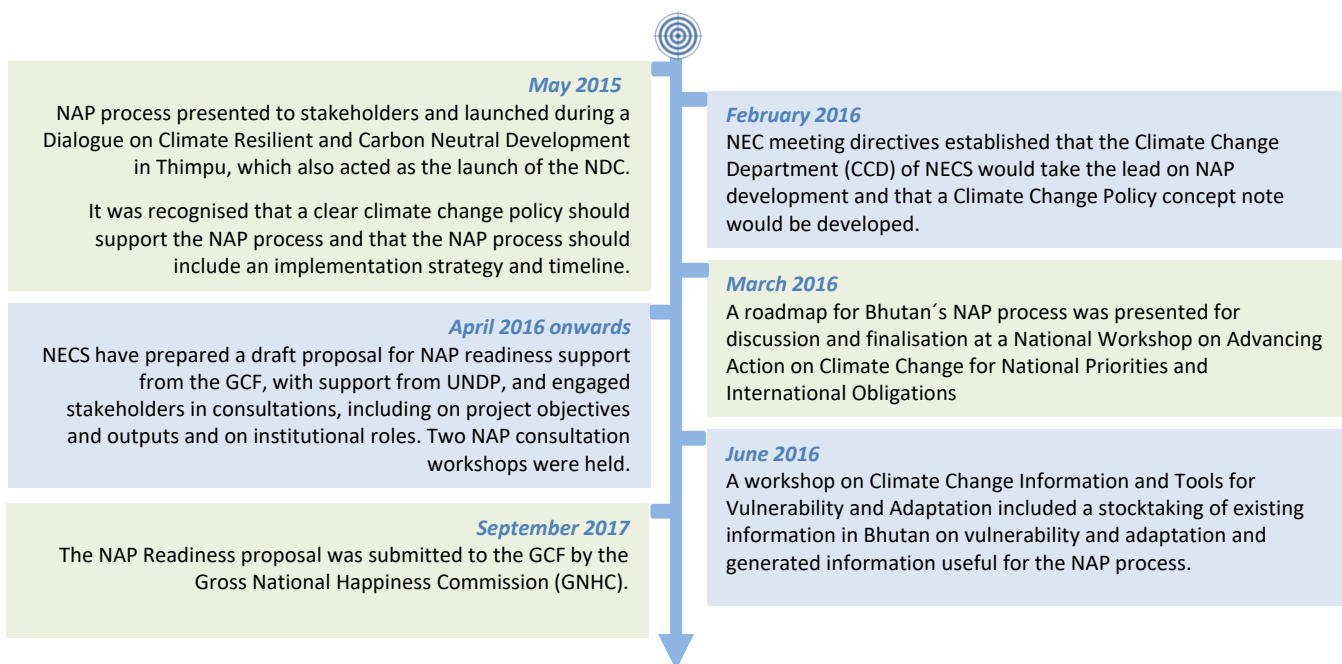 May 2015
NAP process presented to stakeholders and launched during a
Dialogue on Climate Resilient and Carbon Neutral Development
in Thimpu, which also acted as the launch of the NDC.
It was recognised that a clear climate change policy should
support the NAP process and that the NAP process should
include an implementation strategy and timeline.
February 2016
NEC meeting directives established that the Climate Change
Department (CCD) of NECS would take the lead on NAP
development and that a Climate Change Policy concept note
would be developed.
March 2016
A roadmap for Bhutan´s NAP process was presented for
discussion and finalisation at a National Workshop on Advancing
Action on Climate Change for National Priorities and
International Obligations
April 2016 onwards
NECS have prepared a draft proposal for NAP readiness support
from the GCF, with support from UNDP, and engaged
stakeholders in consultations, including on project objectives
and outputs and on institutional roles. Two NAP consultation
workshops were held.
June 2016
A workshop on Climate Change Information and Tools for
Vulnerability and Adaptation included a stocktaking of existing
information in Bhutan on vulnerability and adaptation and
generated information useful for the NAP process.
September 2017
The NAP Readiness proposal was submitted to the GCF by the
Gross National Happiness Commission (GNHC).